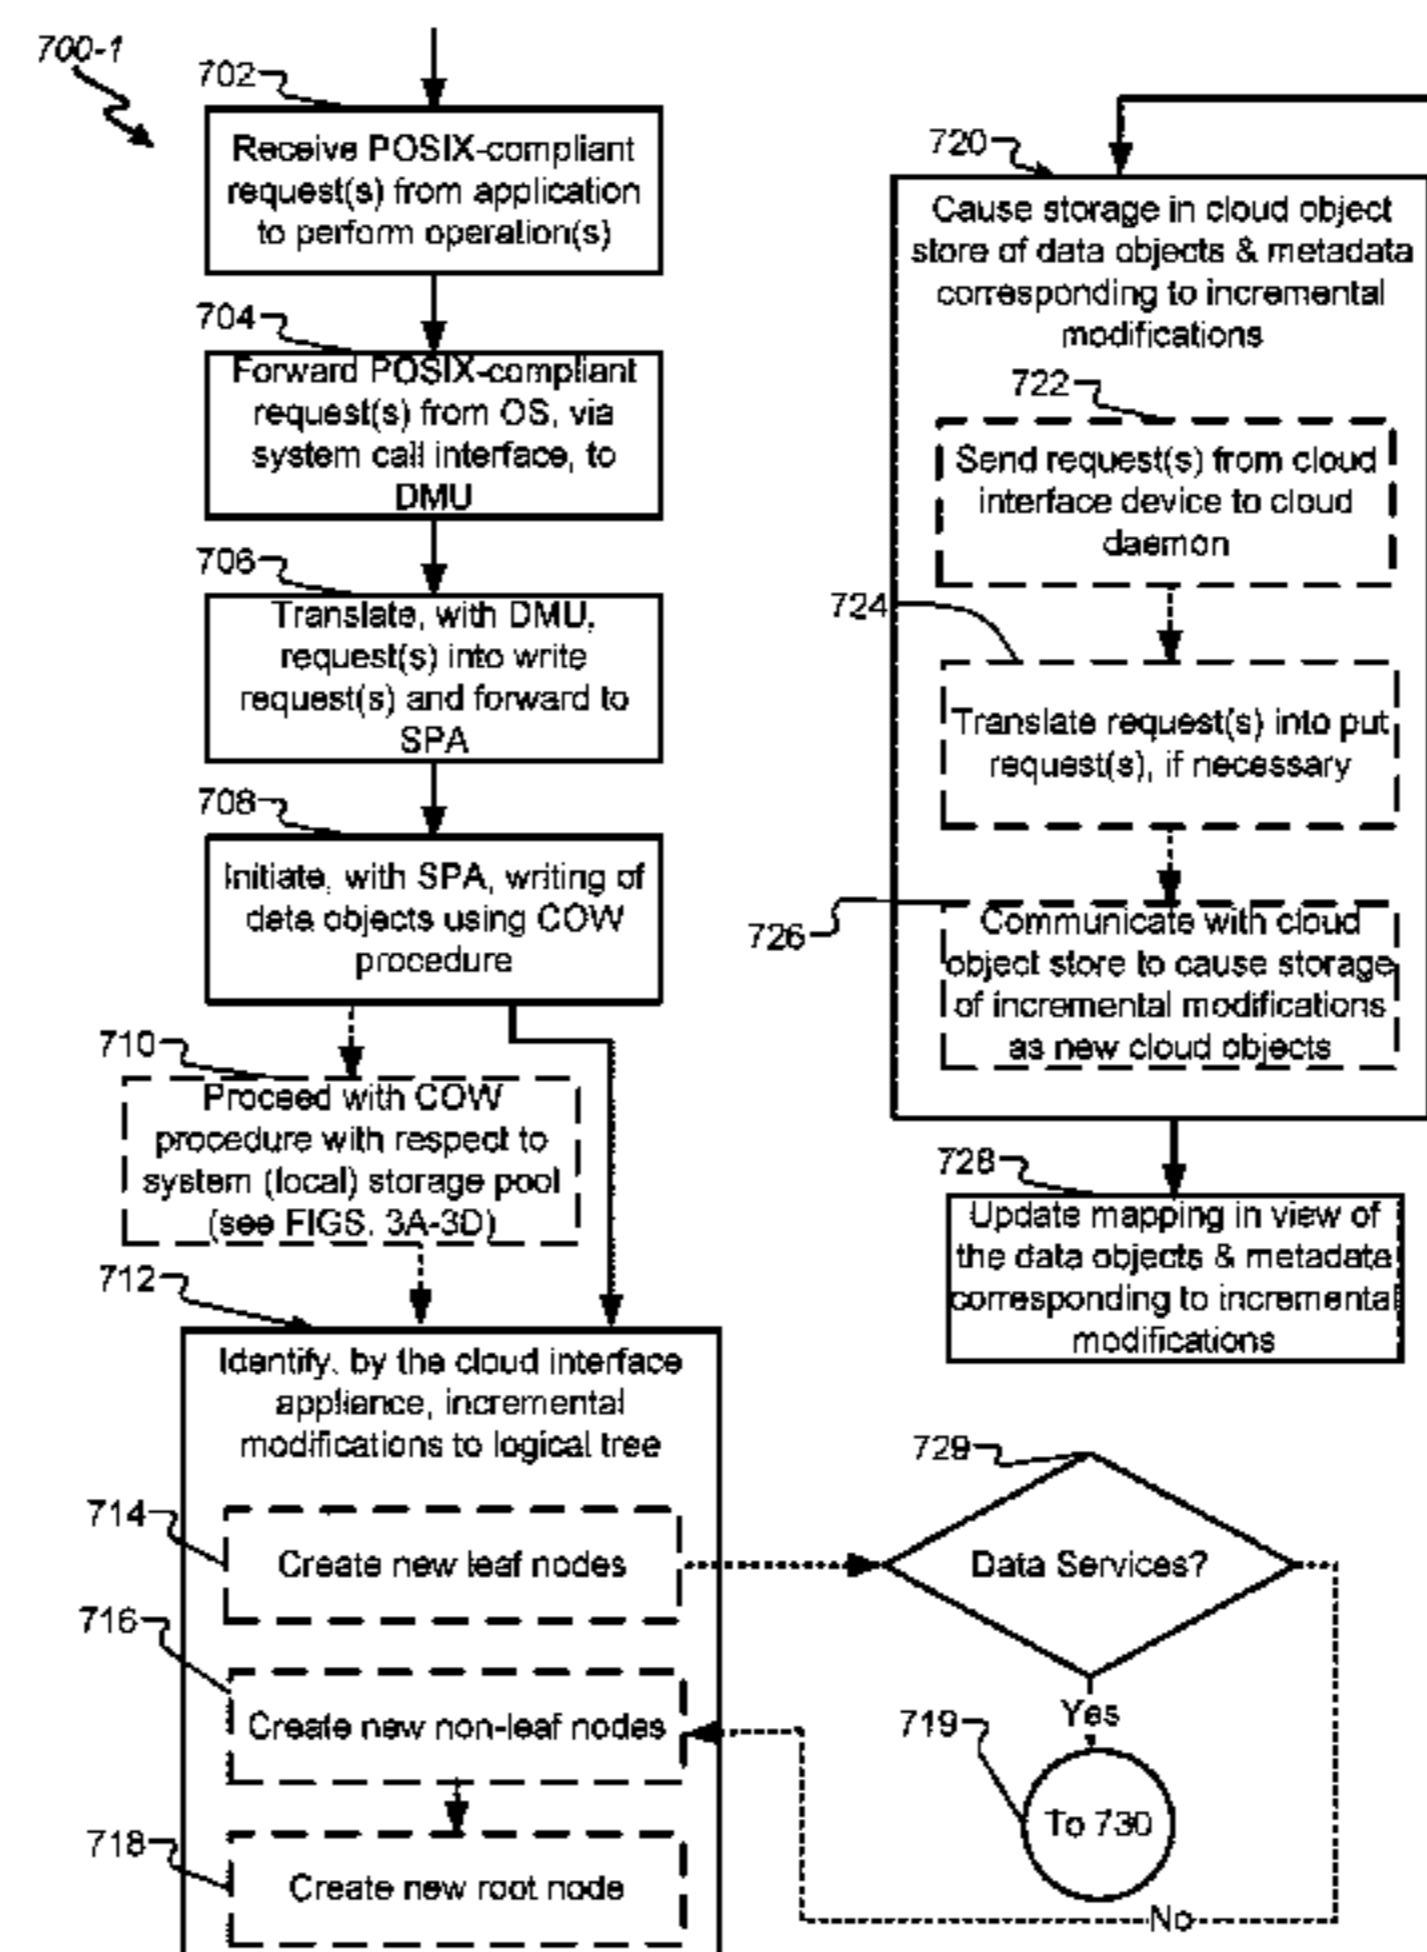 700-1
702
Receive POSIX-compliant
request(s) from application
to perform operation(s)
704
Forward POSIX-compliant
request(s) from OS, via
system call interface, to
DMU
706
Translate, with DMU,
request(s) into write
request(s) and forward to
SPA
708
Initiate, with SPA, writing of
data objects using COW
procedure
710
Proceed with COW
procedure with respect to
system (local) storage pool
(see FIGS. 3A-3D)
712
Identify, by the cloud interface
appliance, incremental
modifications to logical tree
714
Create new leaf nodes
716
Create new non-leaf nodes
718
Create new root node
720
Cause storage in cloud object
store of data objects & metadata
corresponding to incremental
modifications
722
Send request(s) from cloud
interface device to cloud
daemon
724
Translate request(s) into put
request(s), if necessary
726
Communicate with cloud
object store to cause storage
of incremental modifications
as new cloud objects
728
Update mapping in view of
the data objects & metadate
corresponding to incremental
modifications
729
Data Services?
Yes
719
To 730
No